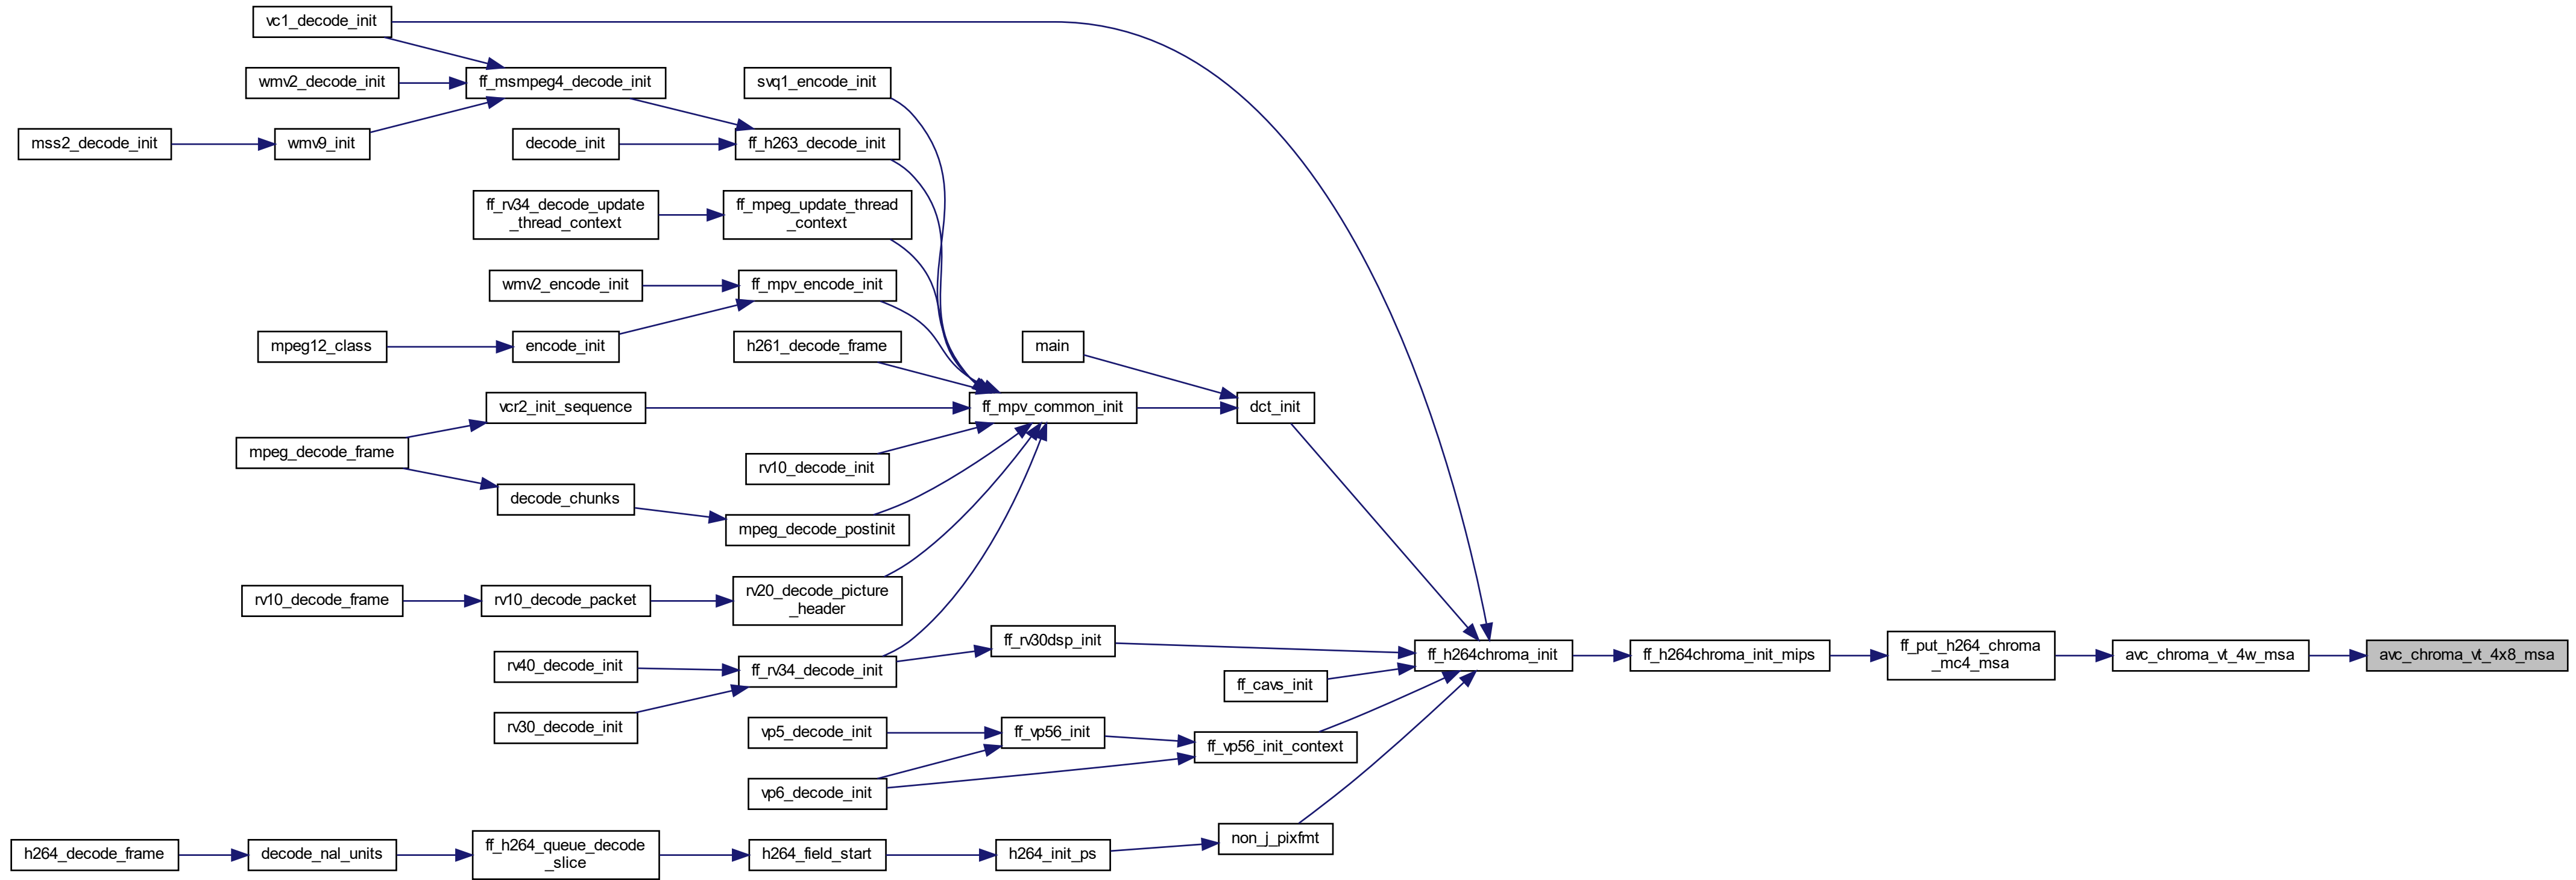 vc1_decode_init
wmv2_decode_init
ff_msmpeg4_decode_init
svq1_encode_init
mss2_decode_init
wmv9_init
decode_init
ff_h263_decode_init
ff_rv34_decode_update
_thread_context
ff_mpeg_update_thread
_context
wmv2_encode_init
ff_mpv_encode_init
mpeg12_class
encode_init
h261_decode_frame
main
vcr2_init_sequence
ff_mpv_common_init
dct_init
mpeg_decode_frame
rv10_decode_init
decode_chunks
mpeg_decode_postinit
rv10_decode_frame
rv10_decode_packet
rv20_decode_picture
_header
ff_rv30dsp_init
rv40_decode_init
ff_rv34_decode_init
ff_cavs_init
ff_h264chroma_init
ff_h264chroma_init_mips
ff_put_h264_chroma
_mc4_msa
avc_chroma_vt_4w_msa
avc_chroma_vt_4x8_msa
rv30_decode_init
vp5_decode_init
ff_vp56_init
ff_vp56_init_context
vp6_decode_init
non_j_pixfmt
h264_decode_frame
decode_nal_units
ff_h264_queue_decode
_slice
h264_field_start
h264_init_ps